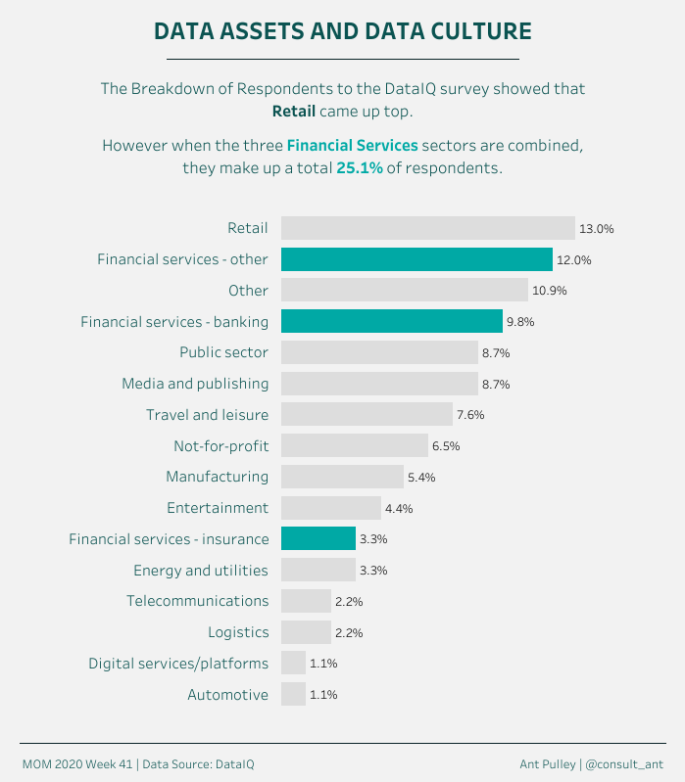 DATA ASSETS AND DATA CULTURE
The Breakdown of Respondents to the DataIQ survey showed that
Retail came up top.
However when the three Financial Services sectors are combined,
they make up a total 25.1% of respondents.
Retail 13.0%
Financial services - other 12.0%
Other 10.9%
Financial services - banking 9.8%
Public sector 8.7%
Media and publishing 8.7%
Travel and leisure 7.6%
Not-for-profit 6.5%
Manufacturing 5.4%
Entertainment 4.4%
Financial services - insurance 3.3%
Energy and utilities 3.3%
Telecommunications 2.2%
Logistics 2.2%
Digital services/platforms 1.1%
Automotive 1.1%
MOM 2020 Week 41 | Data Source: DataIQ
Ant Pulley | @consult_ant